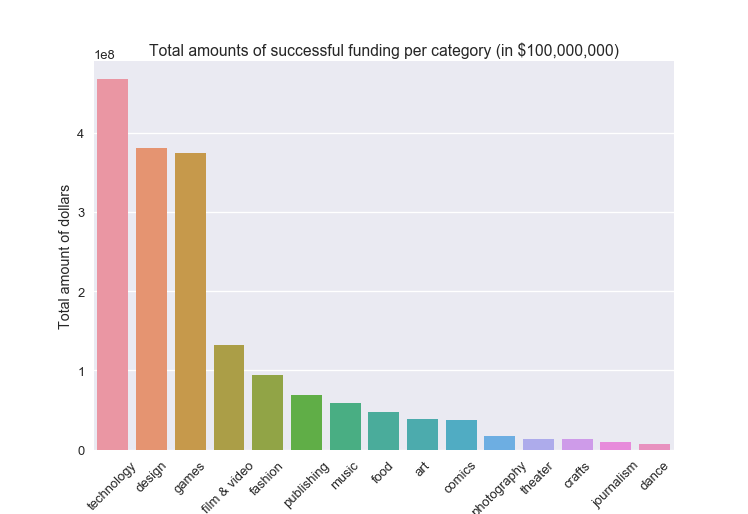 Total amounts of successful funding per category (in $100,000,000)
1e8
Total amount of dollars
4
3
2
1
0
technology
design
games
film & video
fashion
publishing
music
food
art
comics
photography
theater
crafts
journalism
dance